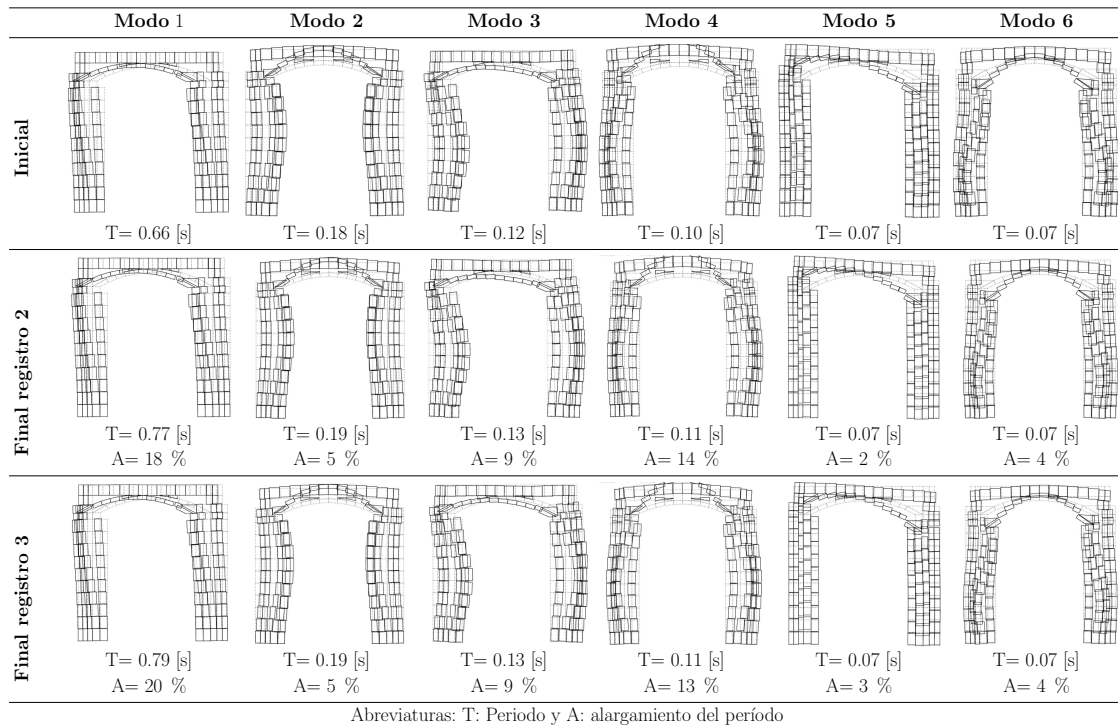 Modo 1 Modo 2 Modo 3 Modo 4 Modo 5 Modo 6
Inicial
T= 0.66 [s] T= 0.18 [s] T= 0.12 [s] T= 0.10 [s] T= 0.07 [s] T= 0.07 [s]
Final registro 2
T= 0.77 [s] T= 0.19 [s] T= 0.13 [s] T= 0.11 [s] T= 0.07 [s] T= 0.07 [s]
A= 18 % A= 5 % A= 9 % A= 14 % A= 2 % A= 4 %
Final registro 3
T= 0.79 [s] T= 0.19 [s] T= 0.13 [s] T= 0.11 [s] T= 0.07 [s] T= 0.07 [s]
A= 20 % A= 5 % A= 9 % A= 13 % A= 3 % A= 4 %
Abreviaturas: T: Periodo y A: alargamiento del período